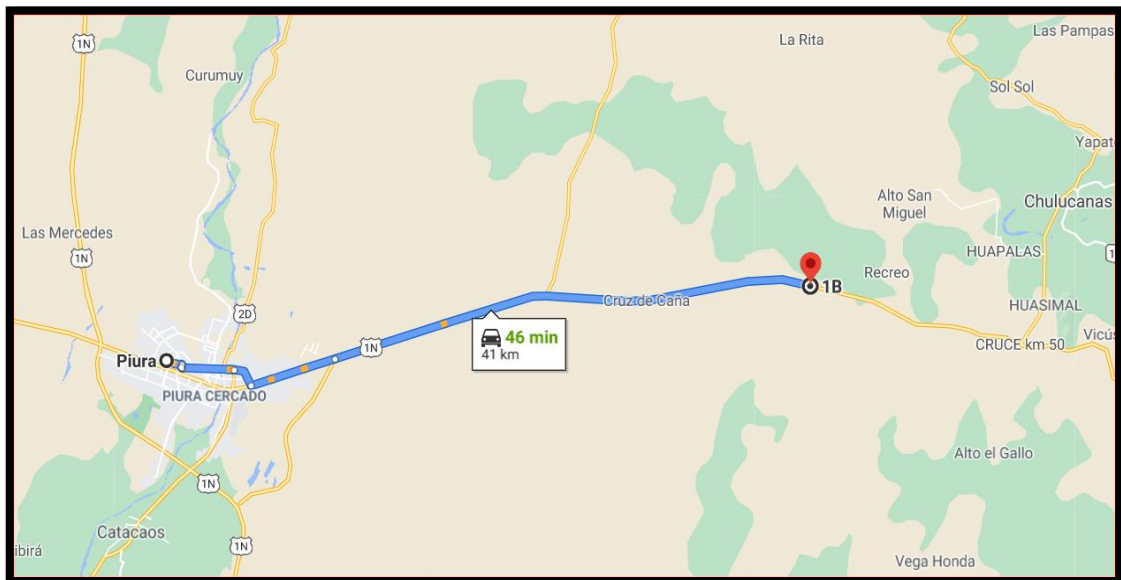 Las Pampas
La Rita
1N
Curumuy
Sol Sol
Alto San
Miguel
Chulucanas
Las Mercedes
1N
HUAPALAS
Recreo
1B
Cruz de Caña
HUASIMAL
2D
46 min
41 km
1N
CRUCE km 50
Piura
PIURA CERCADO
Alto el Gallo
1N
Catacaos
1N
Vega Honda